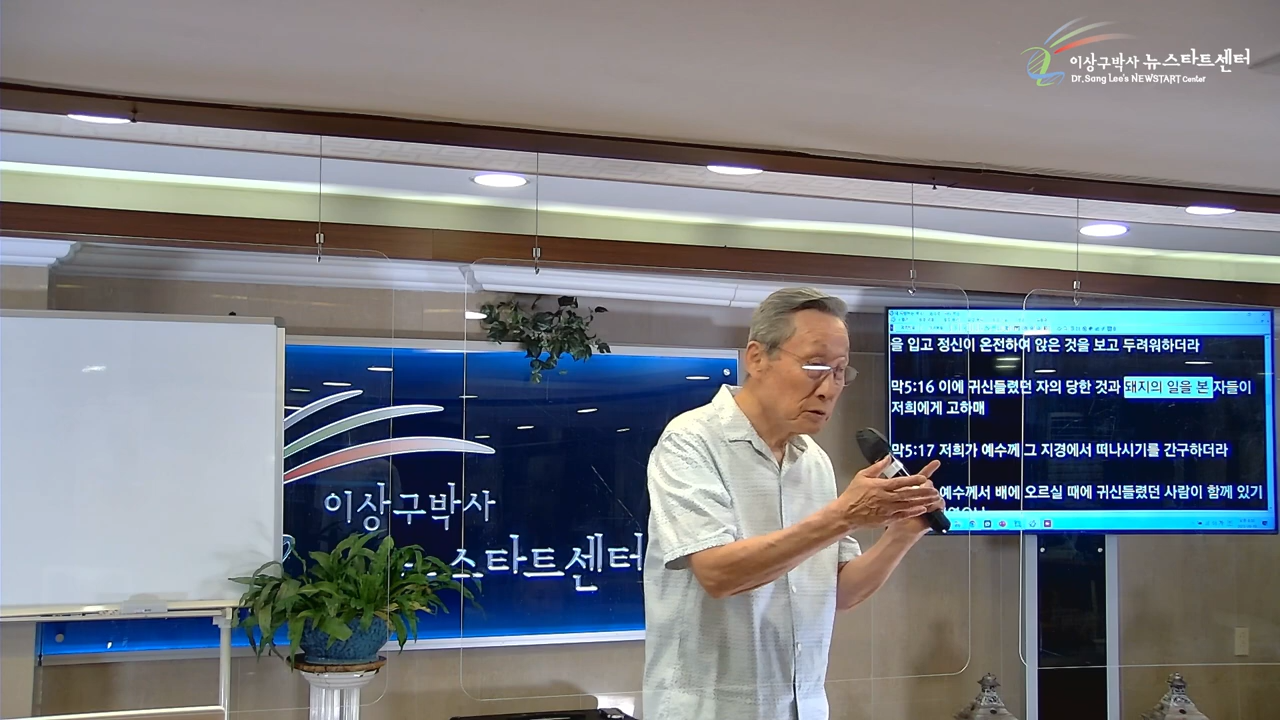 이상구박사 뉴스타트센터
Dr. Sang Lee's NEWSTART Center
을 입고 정신이 온전하여 앉은 것을 보고 두려워하더라
막5:16 이에 귀신들렸던 자의 당한 것과 돼지의 일을 본 자들이
저희에게 고하매
막5:17 저희가 예수께 그 지경에서 떠나시기를 간구하더라
예수께서 배에 오르실 때에 귀신들렸던 사람이 함께 있기
이상구박사
뉴스타트센터